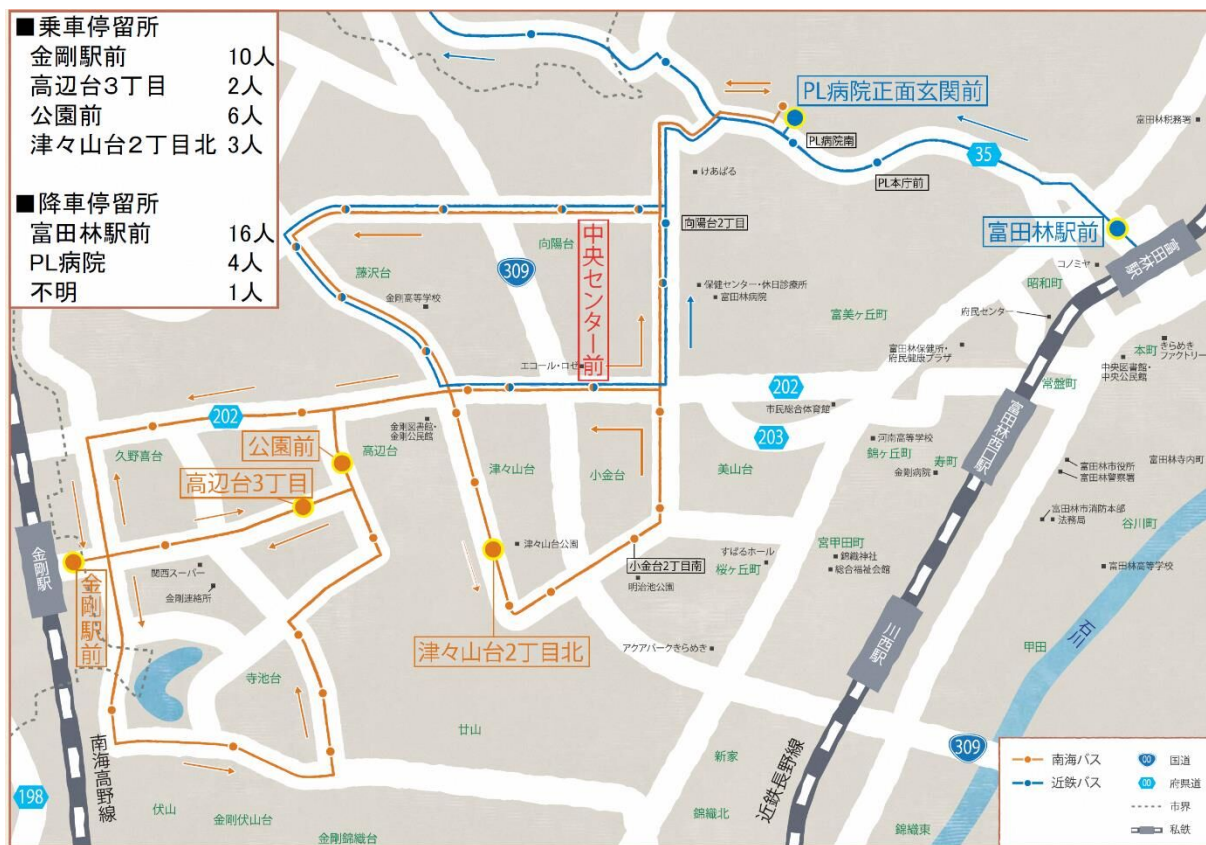 ■乗車停留所
金剛駅前 10人
高辺台3丁目 2人
公園前 6人
津々山台2丁目北 3人
■降車停留所
富田林駅前 16人
PL病院 4人
不明 1人
PL病院正面玄関前
富田林税務署
PL病院南
35
PL本庁前
けあぱる
向陽台2丁目
富田林駅前
富田林駅
コノミヤ
向陽台
中央センター前
309
藤沢台
金剛高等学校
保健センター・休日診療所
富田林病院
昭和町
府民センター
富美ヶ丘町
エコール・ロゼ
富田林保健所・
府民健康プラザ
本町
きらめき
ファクトリー
中央図書館・
中央公民館
常盤町
202
202
市民総合体育館
203
金剛図書館・
金剛公民館
高辺台
公園前
久野喜台
高辺台3丁目
津々山台
小金台
美山台
河南高等学校
錦ヶ丘町
寿町
金剛病院
富田林西口駅
富田林市役所
富田林警察署
富田林寺内町
富田林市消防本部
法務局
谷川町
金剛駅
金剛駅前
関西スーパー
金剛連絡所
津々山台公園
すばるホール
小金台2丁目南
明治池公園
桜ヶ丘町
宮甲田町
錦織神社
総合福祉会館
富田林高等学校
津々山台2丁目北
アクアパークきらめき
川西駅
石川
甲田
寺池台
廿山
新家
309
南海高野線
近鉄長野線
198
伏山
金剛伏山台
金剛錦織台
錦織北
錦織東
南海バス
近鉄バス
00 国道
00 府県道
市界
私鉄